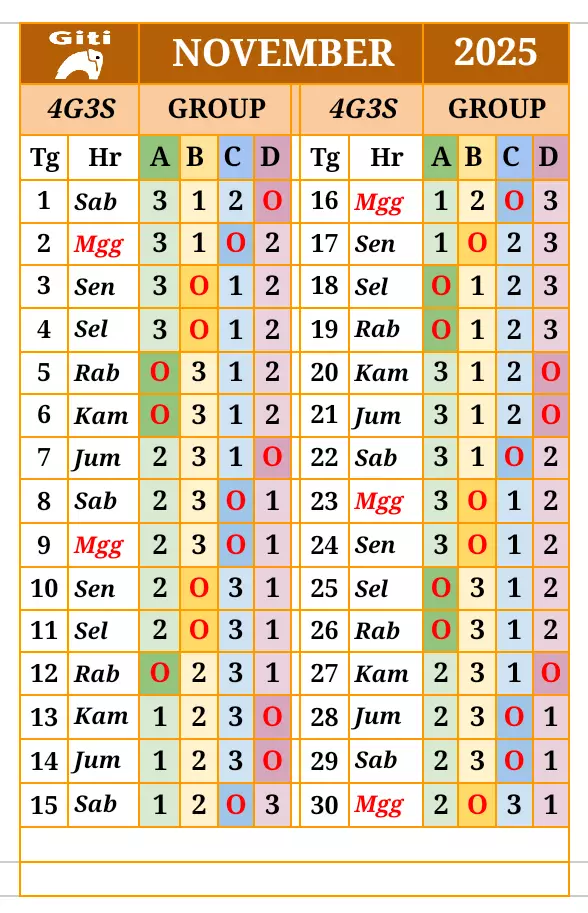 Giti NOVEMBER 2025
4G3S GROUP 4G3S GROUP
Tg Hr A B C D Tg Hr A B C D
1 Sab 3 1 2 O 16 Mgg 1 2 O 3
2 Mgg 3 1 O 2 17 Sen 1 O 2 3
3 Sen 3 O 1 2 18 Sel O 1 2 3
4 Sel 3 O 1 2 19 Rab O 1 2 3
5 Rab O 3 1 2 20 Kam 3 1 2 O
6 Kam O 3 1 2 21 Jum 3 1 2 O
7 Jum 2 3 1 O 22 Sab 3 1 O 2
8 Sab 2 3 O 1 23 Mgg 3 O 1 2
9 Mgg 2 3 O 1 24 Sen 3 O 1 2
10 Sen 2 O 3 1 25 Sel O 3 1 2
11 Sel 2 O 3 1 26 Rab O 3 1 2
12 Rab O 2 3 1 27 Kam 2 3 1 O
13 Kam 1 2 3 O 28 Jum 2 3 O 1
14 Jum 1 2 3 O 29 Sab 2 3 O 1
15 Sab 1 2 O 3 30 Mgg 2 O 3 1